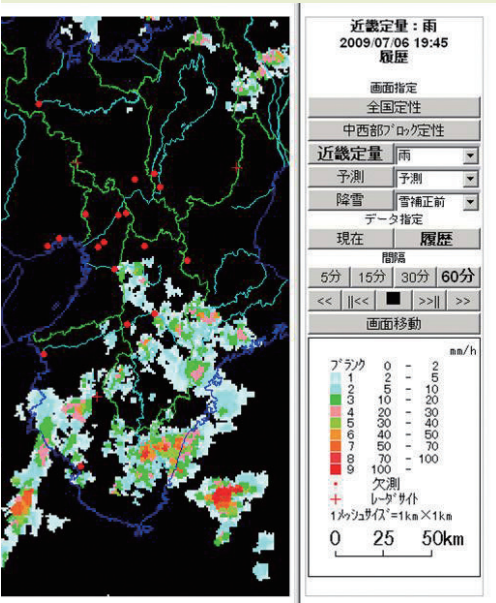 近畿定量：雨
2009/07/06 19:45
履歴
画面指定
全国定性
中西部ﾌﾞﾛｯｸ定性
近畿定量 雨
予測 予測
降雪 雪補正前
データ指定
現在 履歴
間隔
5分 15分 30分 60分
<< ||<< ■ >>|| >>
画面移動
mm/h
ﾌﾞﾗﾝｸ 0 - 2
1 2 - 5
2 5 - 10
3 10 - 20
4 20 - 30
5 30 - 40
6 40 - 50
7 50 - 70
8 70 - 100
9 100 -
欠測
ﾚｰﾀﾞｻｲﾄ
1ﾒｯｼｭｻｲｽﾞ=1km×1km
0 25 50km